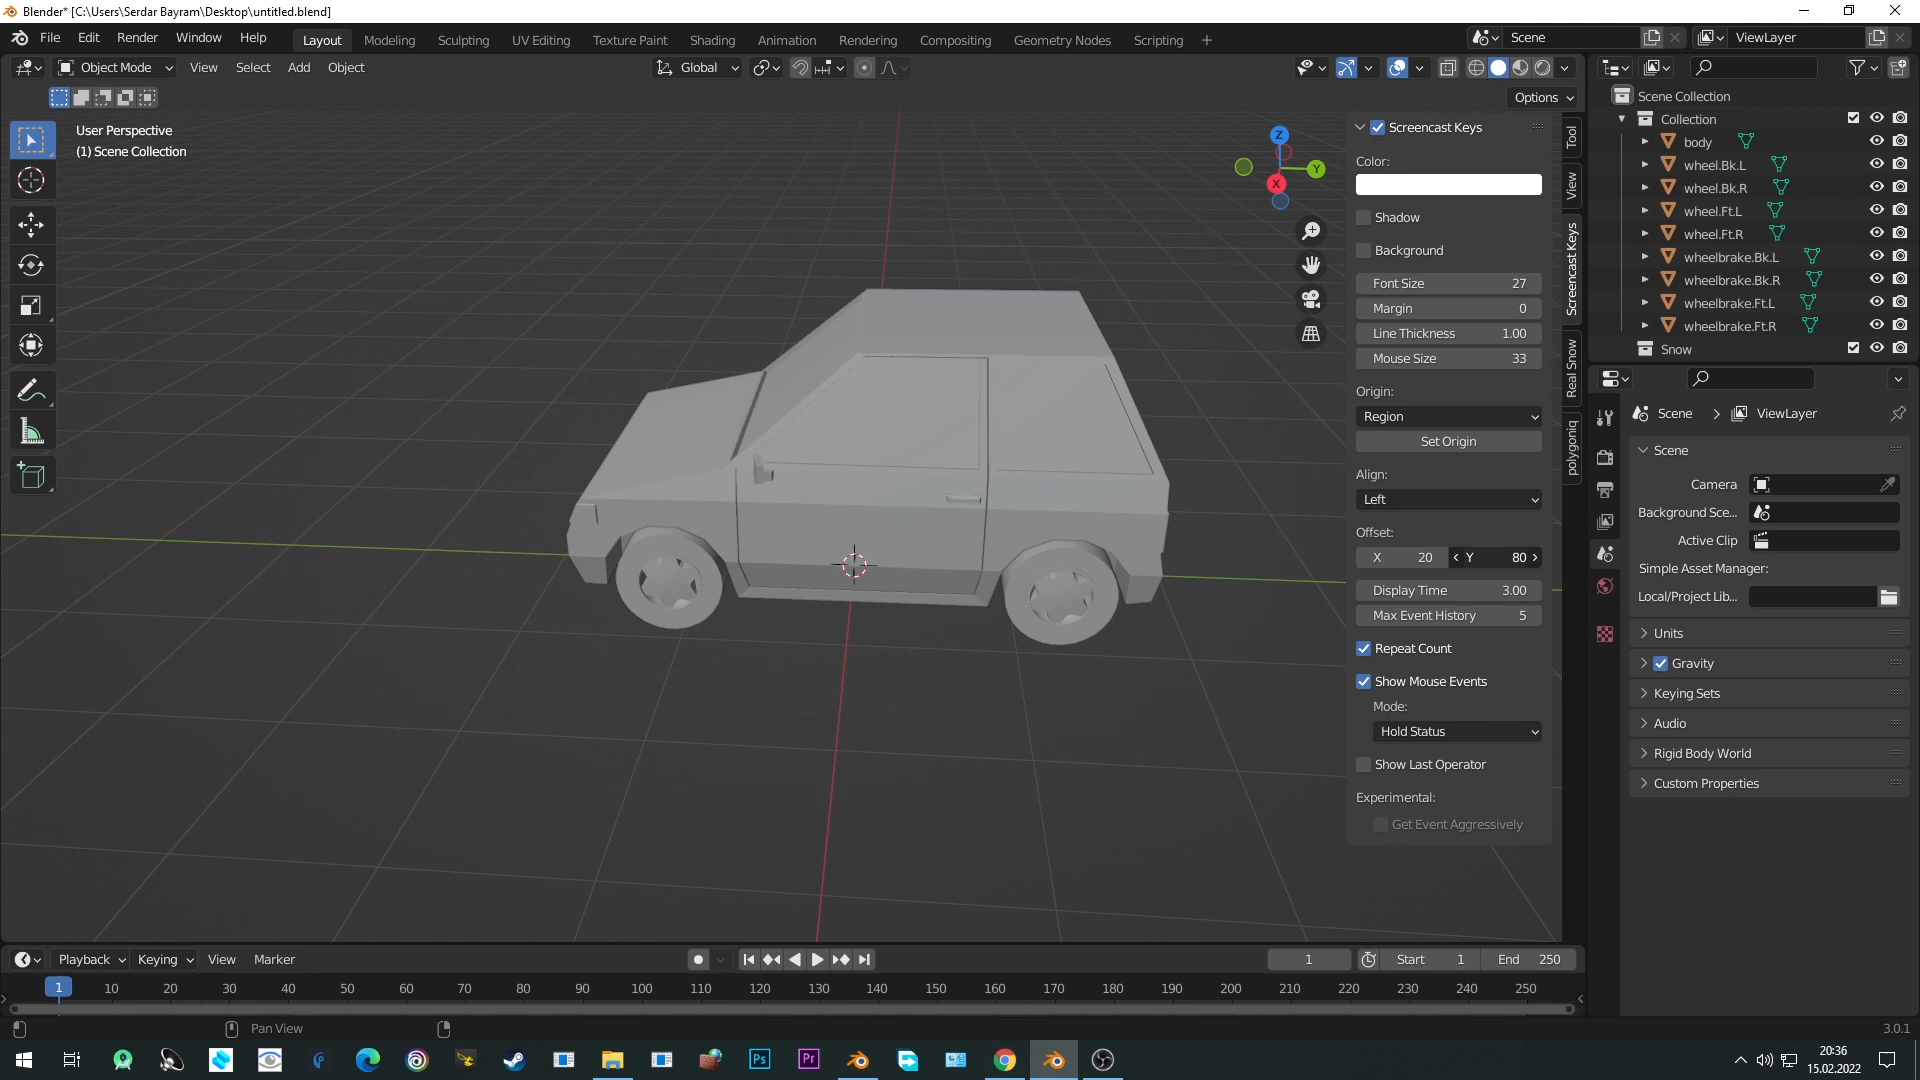 Blender* [C:\Users\Serdar Bayram\Desktop\untitled.blend]
File Edit Render Window Help
Layout Modeling Sculpting UV Editing Texture Paint Shading Animation Rendering Compositing Geometry Nodes Scripting +
Scene
ViewLayer
Object Mode View Select Add Object
Global
Options
User Perspective
(1) Scene Collection
Z
Y
X
Screencast Keys
Color:
Shadow
Background
Font Size 27
Margin 0
Line Thickness 1.00
Mouse Size 33
Origin:
Region
Set Origin
Align:
Left
Offset:
X 20 < Y 80 >
Display Time 3.00
Max Event History 5
Repeat Count
Show Mouse Events
Mode:
Hold Status
Show Last Operator
Experimental:
Get Event Aggressively
Tool
View
Screencast Keys
Real Snow
polygoniq
Scene Collection
Collection
body
wheel.Bk.L
wheel.Bk.R
wheel.Ft.L
wheel.Ft.R
wheelbrake.Bk.L
wheelbrake.Bk.R
wheelbrake.Ft.L
wheelbrake.Ft.R
Snow
Scene > ViewLayer
Scene
Camera
Background Sce...
Active Clip
Simple Asset Manager:
Local/Project Lib...
Units
Gravity
Keying Sets
Audio
Rigid Body World
Custom Properties
Playback Keying View Marker
1
Start 1
End 250
1 10 20 30 40 50 60 70 80 90 100 110 120 130 140 150 160 170 180 190 200 210 220 230 240 250
Pan View
3.0.1
Ps
Pr
20:36
15.02.2022